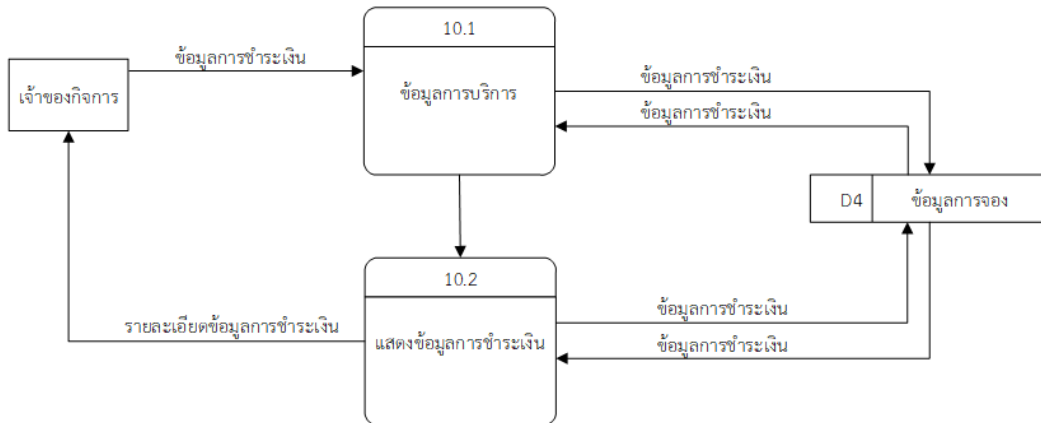 10.1
ข้อมูลการชำระเงิน
เจ้าของกิจการ
ข้อมูลการบริการ
ข้อมูลการชำระเงิน
ข้อมูลการชำระเงิน
D4
ข้อมูลการจอง
10.2
ข้อมูลการชำระเงิน
รายละเอียดข้อมูลการชำระเงิน
แสดงข้อมูลการชำระเงิน
ข้อมูลการชำระเงิน